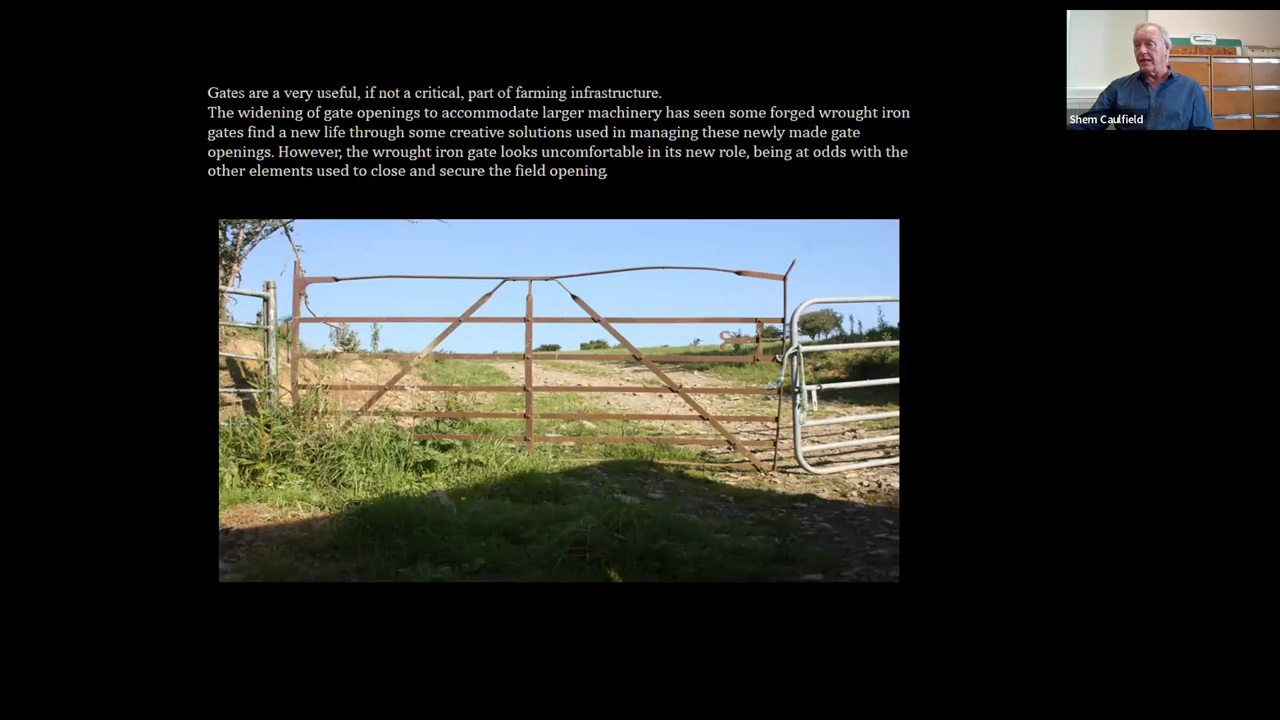 Gates are a very useful, if not a critical, part of farming infrastructure.
The widening of gate openings to accommodate larger machinery has seen some forged wrought iron
gates find a new life through some creative solutions used in managing these newly made gate
openings. However, the wrought iron gate looks uncomfortable in its new role, being at odds with the
other elements used to close and secure the field opening.
Shem Caulfield